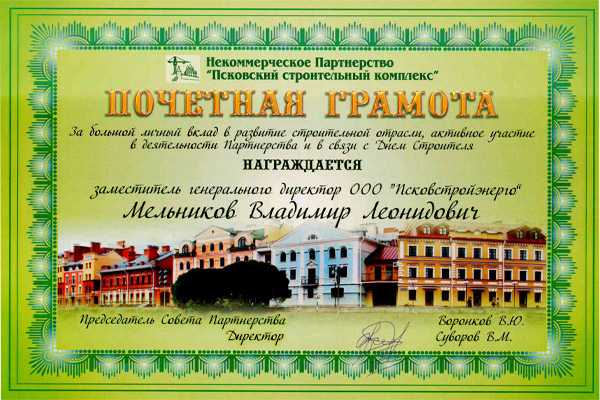 Некоммерческое Партнерство
"Псковский строительный комплекс"
ПОЧЕТНАЯ ГРАМОТА
За большой личный вклад в развитие строительной отрасли, активное участие
в деятельности Партнерства и в связи с Днем Строителя
НАГРАЖДАЕТСЯ
заместитель генерального директор ООО "Псковстройэнерго"
Мельников Владимир Леонидович
Председатель Совета Партнерства Воронков В.Ю.
Директор Суворов В.М.